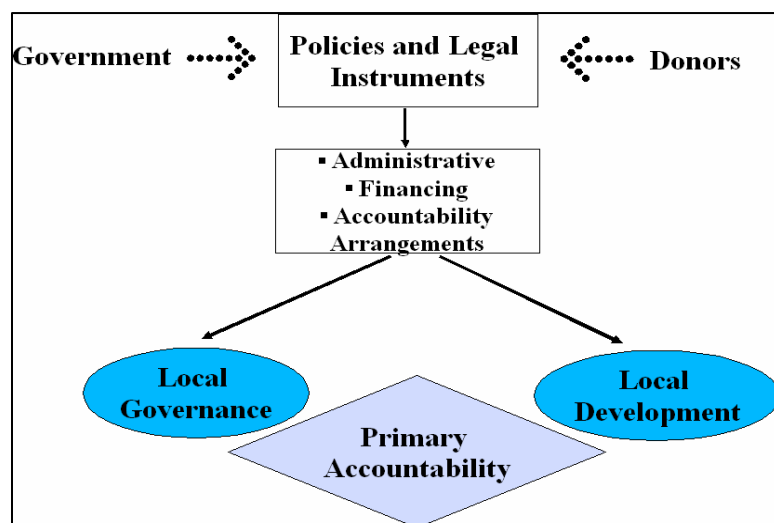 Government
Policies and Legal
Instruments
Donors
▪ Administrative
▪ Financing
▪ Accountability
Arrangements
Local
Governance
Local
Development
Primary
Accountability